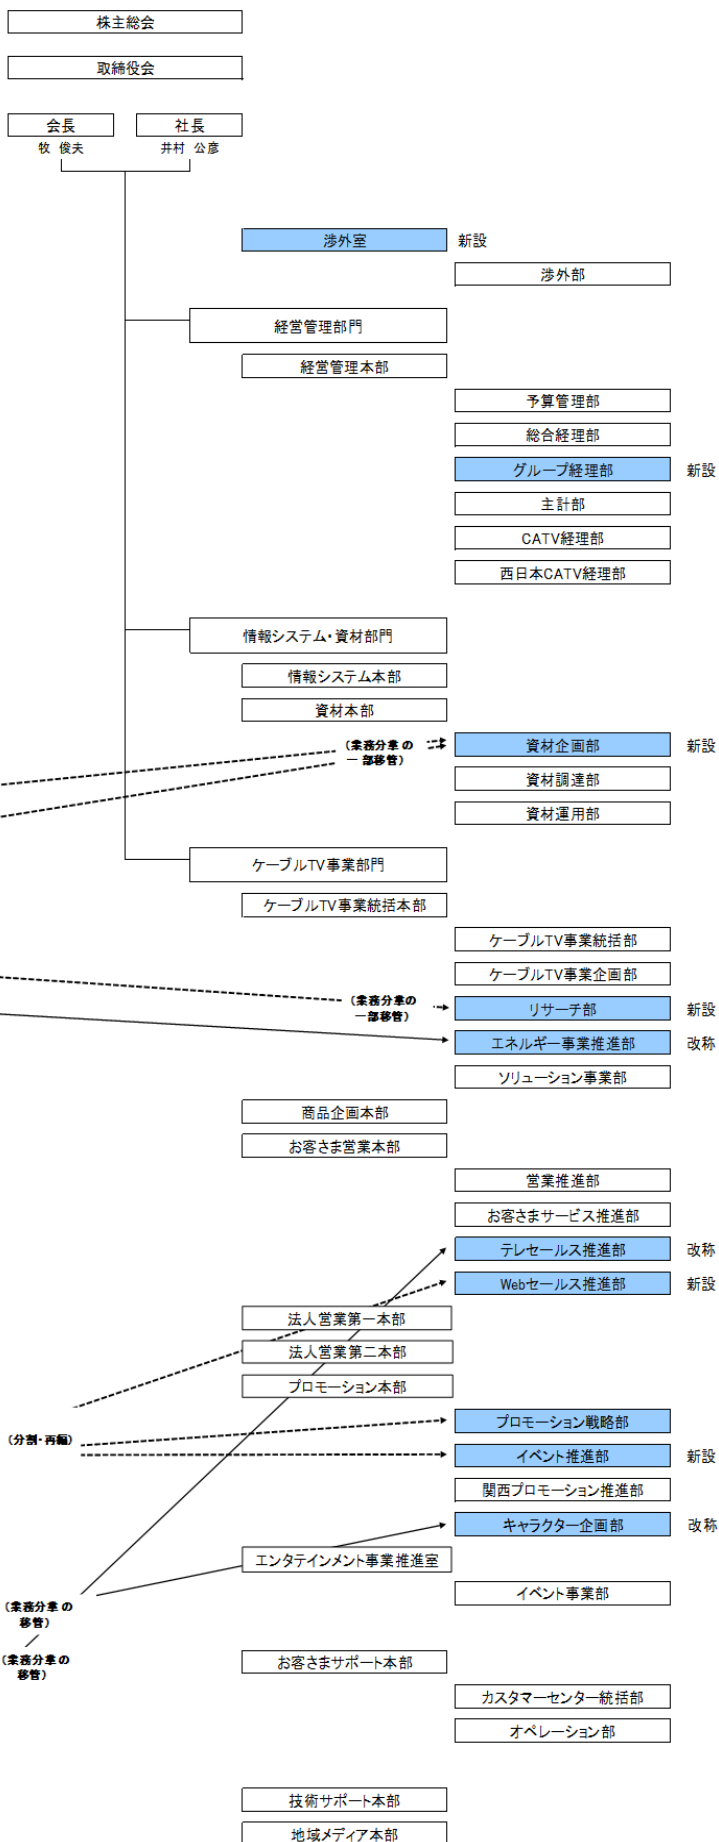 株主総会
取締役会
会長 社長
牧 俊夫 井村 公彦
渉外室 新設
渉外部
経営管理部門
経営管理本部
予算管理部
総合経理部
グループ経理部 新設
主計部
CATV経理部
西日本CATV経理部
情報システム・資材部門
情報システム本部
資材本部
(業務分掌の
一部移管)
資材企画部 新設
資材調達部
資材運用部
ケーブルTV事業部門
ケーブルTV事業統括本部
ケーブルTV事業統括部
ケーブルTV事業企画部
(業務分掌の
一部移管)
リサーチ部 新設
エネルギー事業推進部 改称
ソリューション事業部
商品企画本部
お客さま営業本部
営業推進部
お客さまサービス推進部
テレセールス推進部 改称
Webセールス推進部 新設
法人営業第一本部
法人営業第二本部
プロモーション本部
プロモーション戦略部
(分割・再編)
イベント推進部 新設
関西プロモーション推進部
キャラクター企画部 改称
エンタテインメント事業推進室
イベント事業部
(業務分掌の
移管)
(業務分掌の
移管)
お客さまサポート本部
カスタマーセンター統括部
オペレーション部
技術サポート本部
地域メディア本部